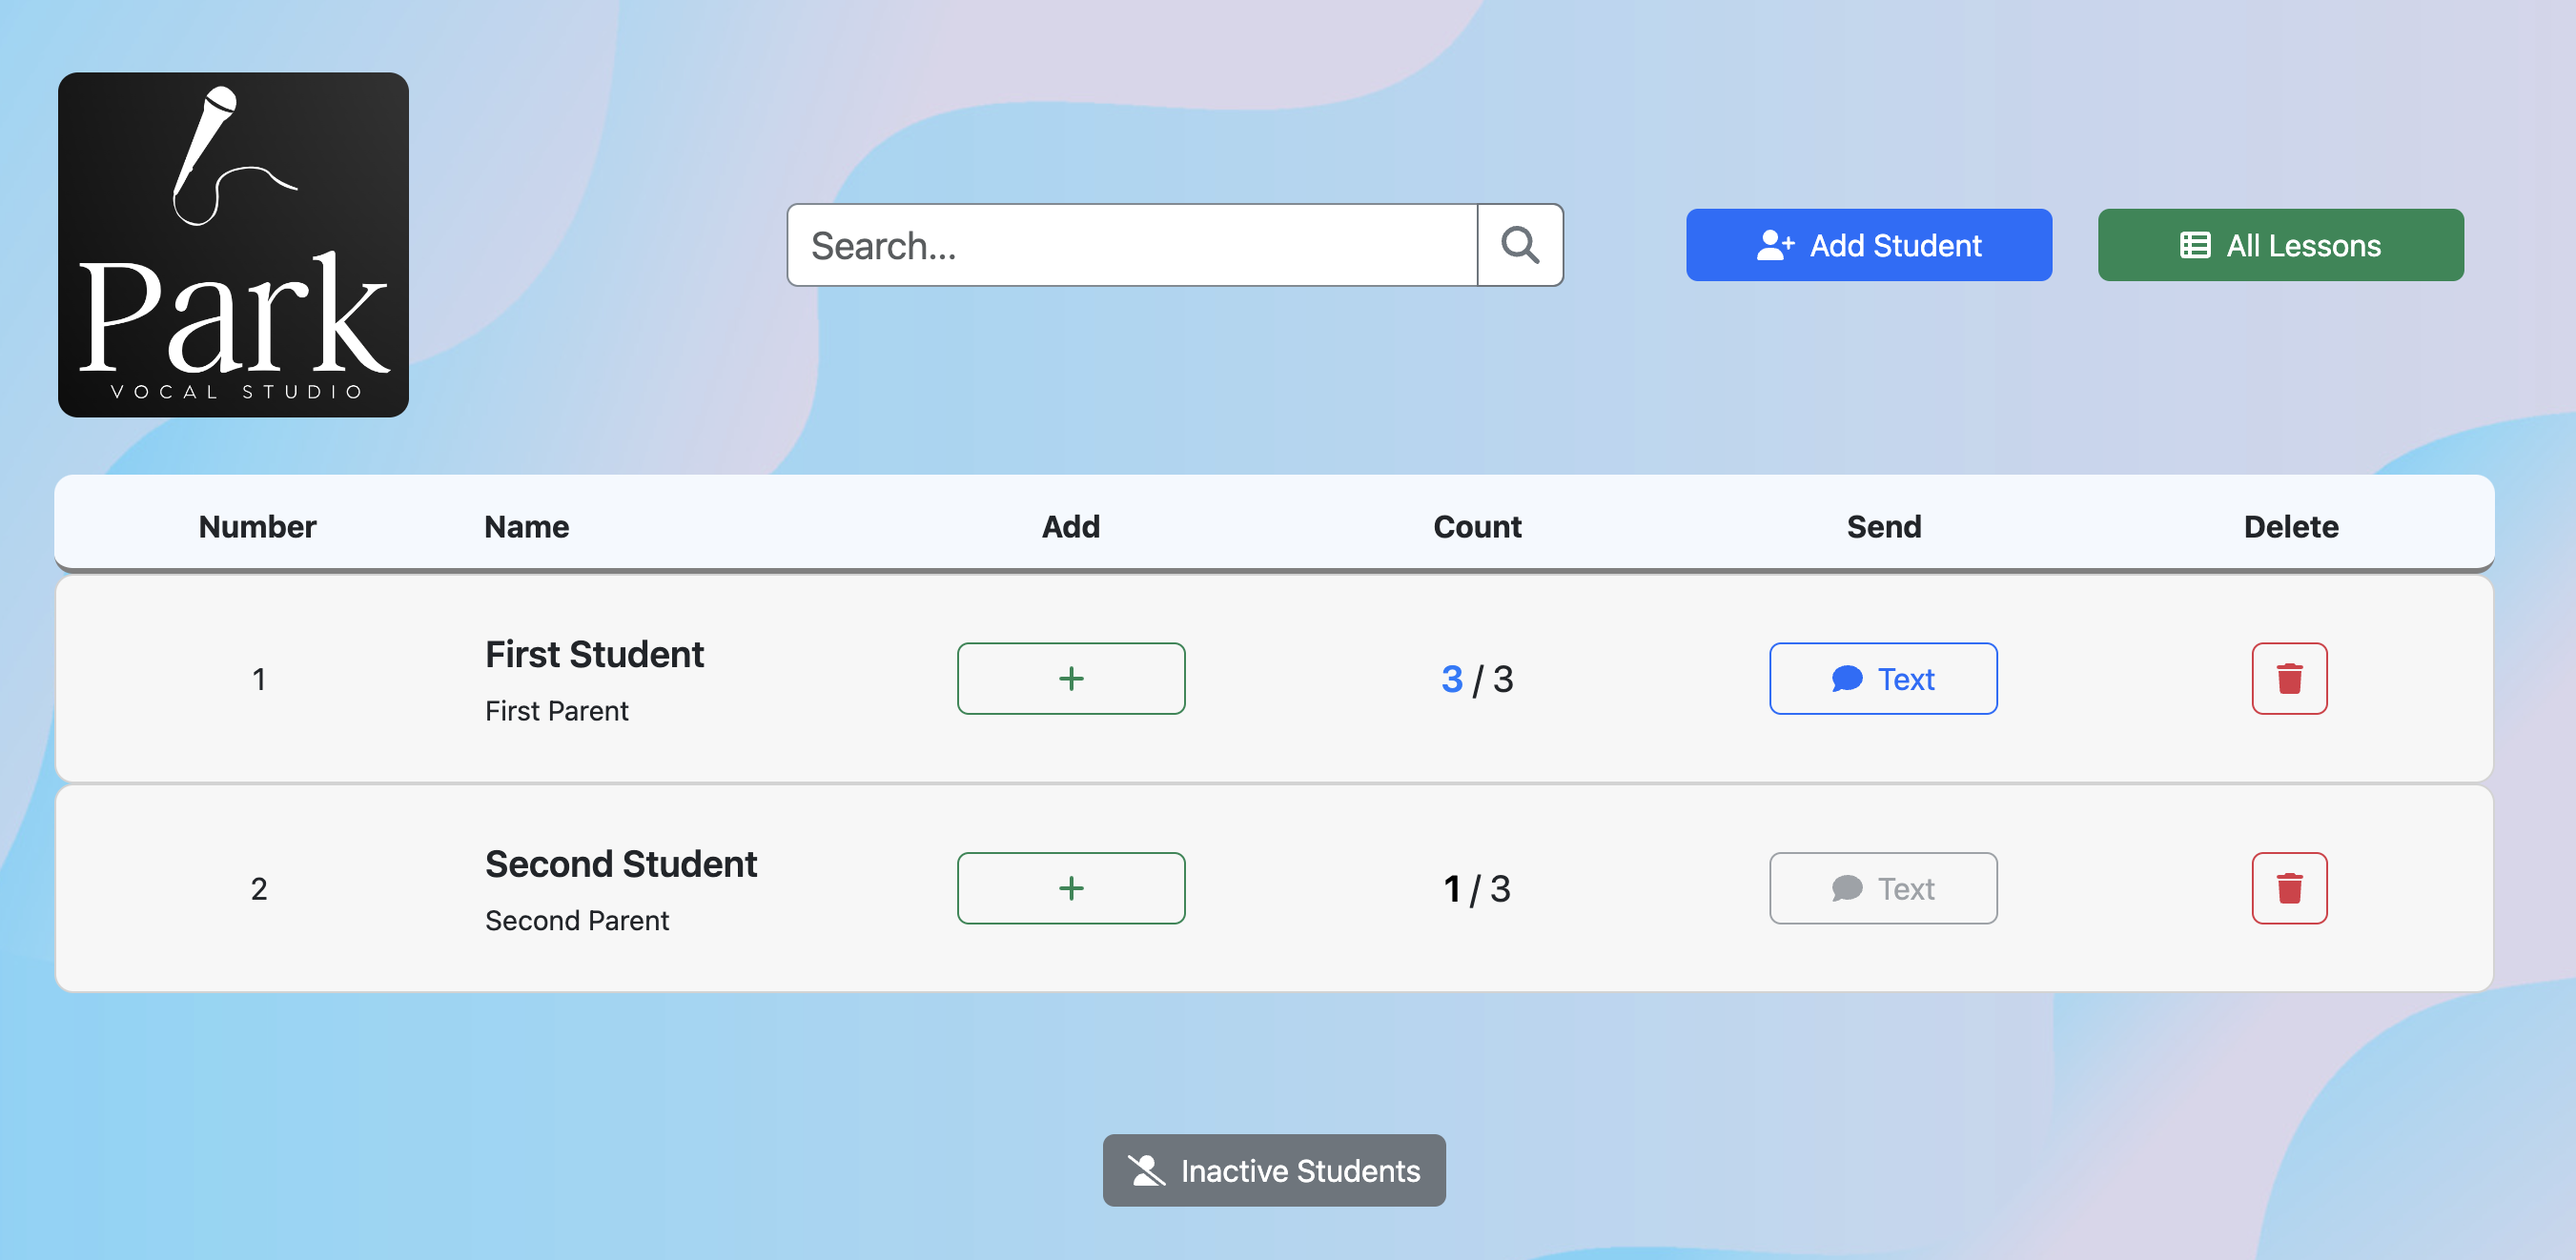 Park
VOCAL STUDIO
Search...
Add Student
All Lessons
Number Name Add Count Send Delete
1 First Student + 3 / 3 Text
First Parent
2 Second Student + 1 / 3 Text
Second Parent
Inactive Students